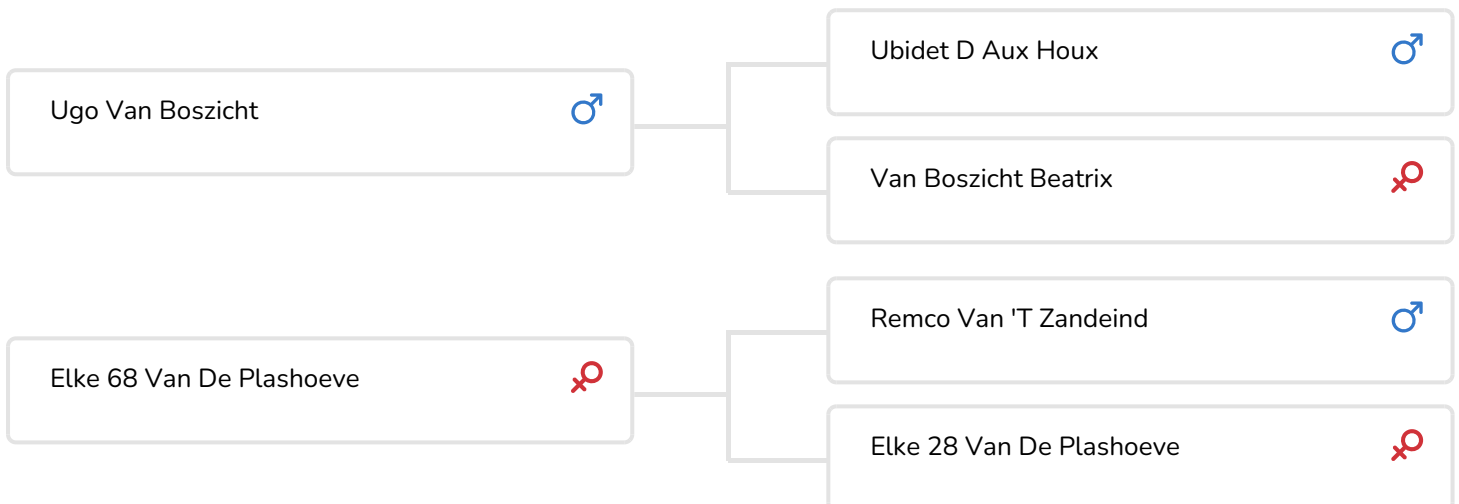 Ubidet D Aux Houx
Ugo Van Boszicht
Van Boszicht Beatrix
Remco Van 'T Zandeind
Elke 68 Van De Plashoeve
Elke 28 Van De Plashoeve